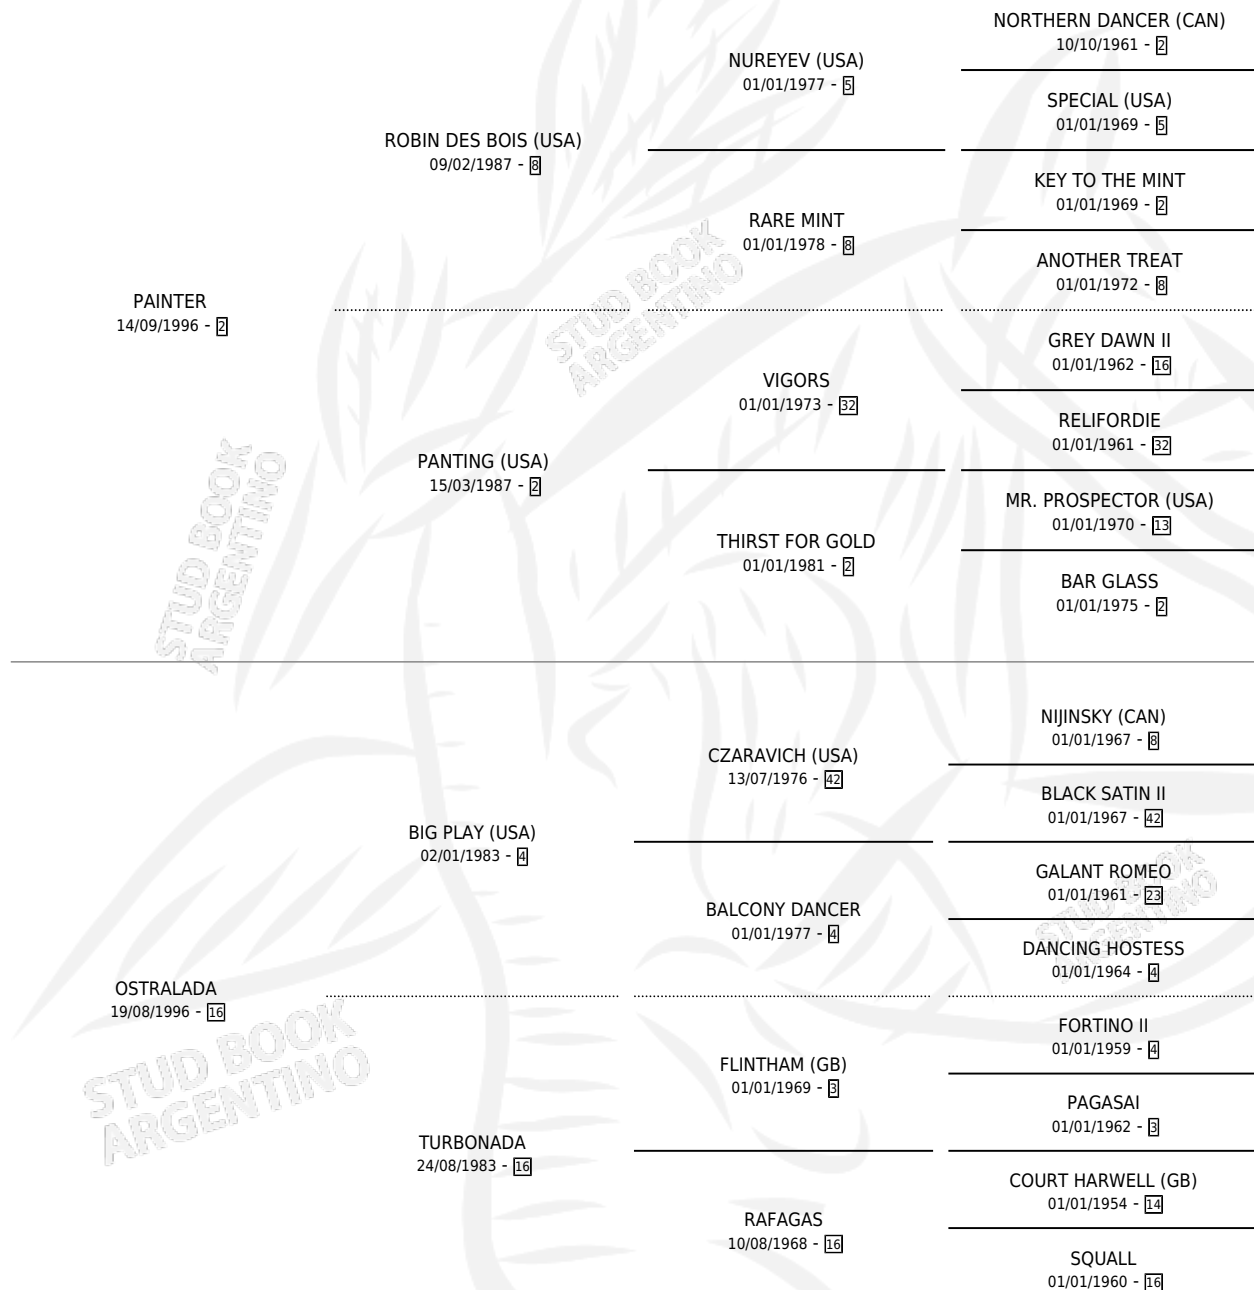 NORTHERN DANCER (CAN)
10/10/1961 - 2
NUREYEV (USA)
01/01/1977 - 5
SPECIAL (USA)
01/01/1969 - 5
ROBIN DES BOIS (USA)
09/02/1987 - 8
KEY TO THE MINT
01/01/1969 - 2
RARE MINT
01/01/1978 - 8
ANOTHER TREAT
01/01/1972 - 8
PAINTER
14/09/1996 - 2
STUD BOOK
ARGENTINO
GREY DAWN II
01/01/1962 - 16
VIGORS
01/01/1973 - 32
RELIFORDIE
01/01/1961 - 32
PANTING (USA)
15/03/1987 - 2
MR. PROSPECTOR (USA)
01/01/1970 - 13
THIRST FOR GOLD
01/01/1981 - 2
BAR GLASS
01/01/1975 - 2
STUD BOOK
ARGENTINO
NIJINSKY (CAN)
01/01/1967 - 8
CZARAVICH (USA)
13/07/1976 - 42
BLACK SATIN II
01/01/1967 - 42
BIG PLAY (USA)
02/01/1983 - 4
GALANT ROMEO
01/01/1961 - 23
BALCONY DANCER
01/01/1977 - 4
STUD BOOK
ARGENTINO
DANCING HOSTESS
01/01/1964 - 4
OSTRALADA
19/08/1996 - 16
STUD BOOK
ARGENTINO
FORTINO II
01/01/1959 - 4
FLINTHAM (GB)
01/01/1969 - 3
PAGASAI
01/01/1962 - 3
TURBONADA
24/08/1983 - 16
COURT HARWELL (GB)
01/01/1954 - 14
RAFAGAS
10/08/1968 - 16
SQUALL
01/01/1960 - 16